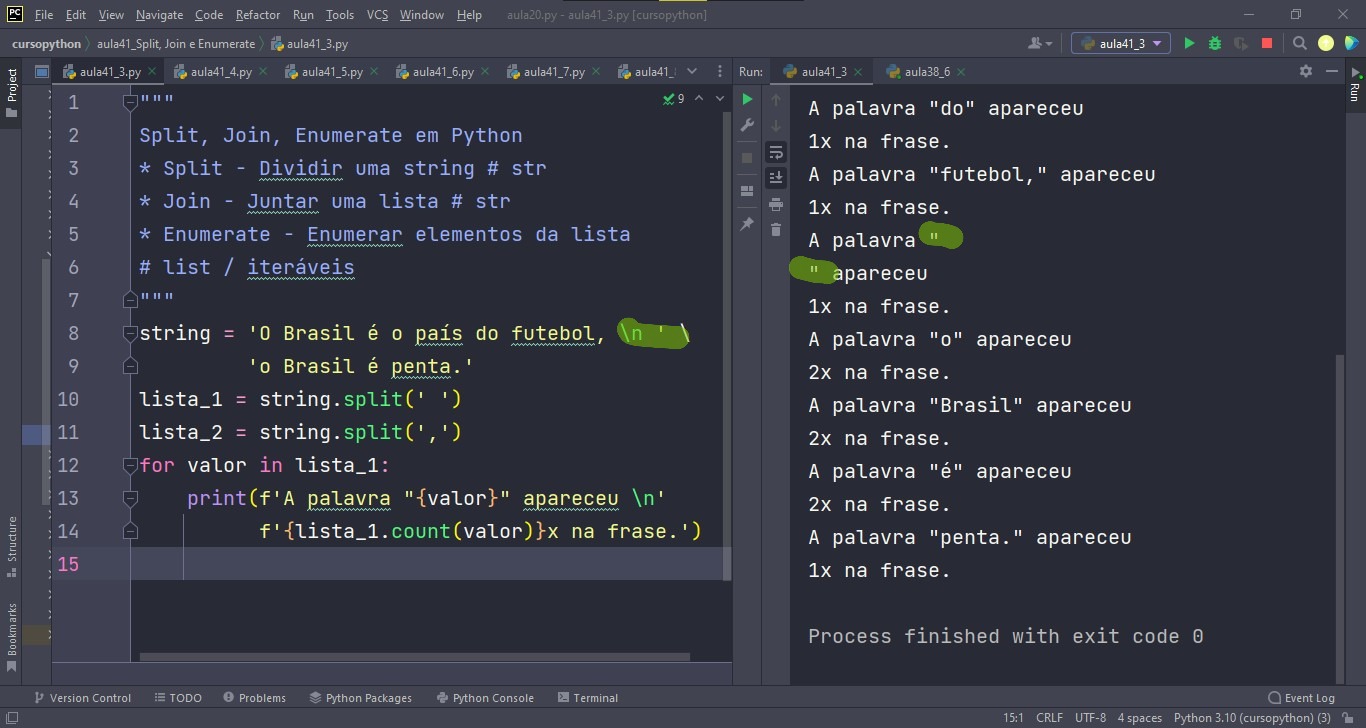 PC File Edit View Navigate Code Refactor Run Tools VCS Window Help aula20.py - aula41_3.py [cursopython]
cursopython aula41_Split, Join e Enumerate aula41_3.py aula41_3
Project aula41_3.py aula41_4.py aula41_5.py aula41_6.py aula41_7.py aula41_ Run: aula41_3 aula38_6
Run
9
1 """
2 Split, Join, Enumerate em Python
3 * Split - Dividir uma string # str
4 * Join - Juntar uma lista # str
5 * Enumerate - Enumerar elementos da lista
6 # list / iteráveis
7 """
8 string = 'O Brasil é o país do futebol, \n ' \
9 'o Brasil é penta.'
10 lista_1 = string.split(' ')
11 lista_2 = string.split(',')
12 for valor in lista_1:
13 print(f'A palavra "{valor}" apareceu \n'
14 f'{lista_1.count(valor)}x na frase.')
15
A palavra "do" apareceu
1x na frase.
A palavra "futebol," apareceu
1x na frase.
A palavra "
" apareceu
1x na frase.
A palavra "o" apareceu
2x na frase.
A palavra "Brasil" apareceu
2x na frase.
A palavra "é" apareceu
2x na frase.
A palavra "penta." apareceu
1x na frase.
Process finished with exit code 0
Structure
Bookmarks
Version Control TODO Problems Python Packages Python Console Terminal Event Log
15:1 CRLF UTF-8 4 spaces Python 3.10 (cursopython) (3)